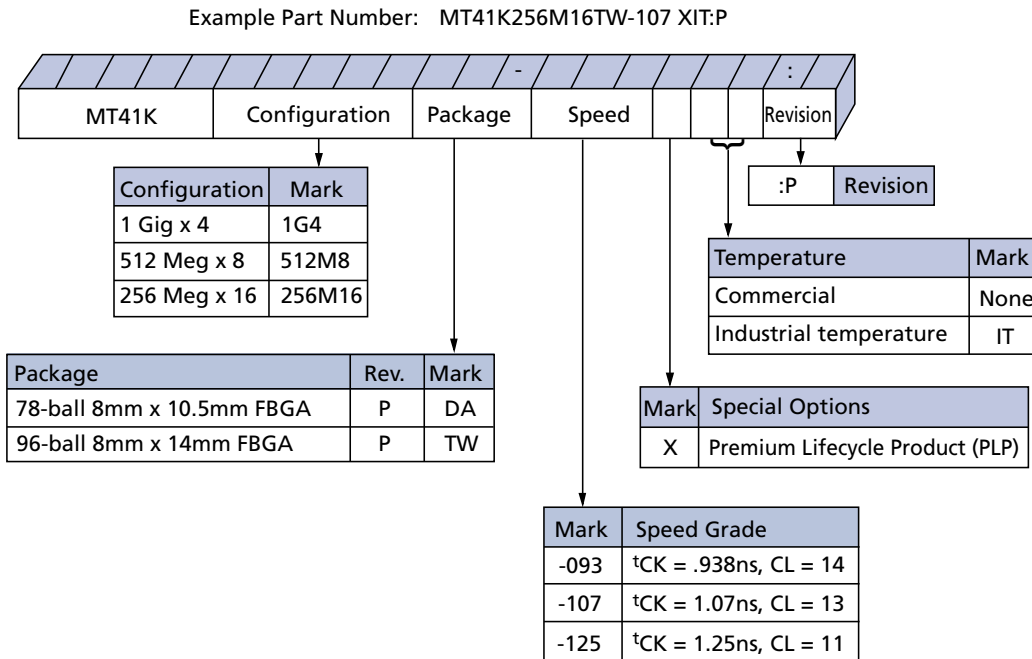 Example Part Number: MT41K256M16TW-107 XIT:P
- :
MT41K Configuration Package Speed Revision
Configuration Mark
1 Gig x 4 1G4
512 Meg x 8 512M8
256 Meg x 16 256M16
:P Revision
Temperature Mark
Commercial None
Industrial temperature IT
Package Rev. Mark
78-ball 8mm x 10.5mm FBGA P DA
96-ball 8mm x 14mm FBGA P TW
Mark Special Options
X Premium Lifecycle Product (PLP)
Mark Speed Grade
-093 tCK = .938ns, CL = 14
-107 tCK = 1.07ns, CL = 13
-125 tCK = 1.25ns, CL = 11